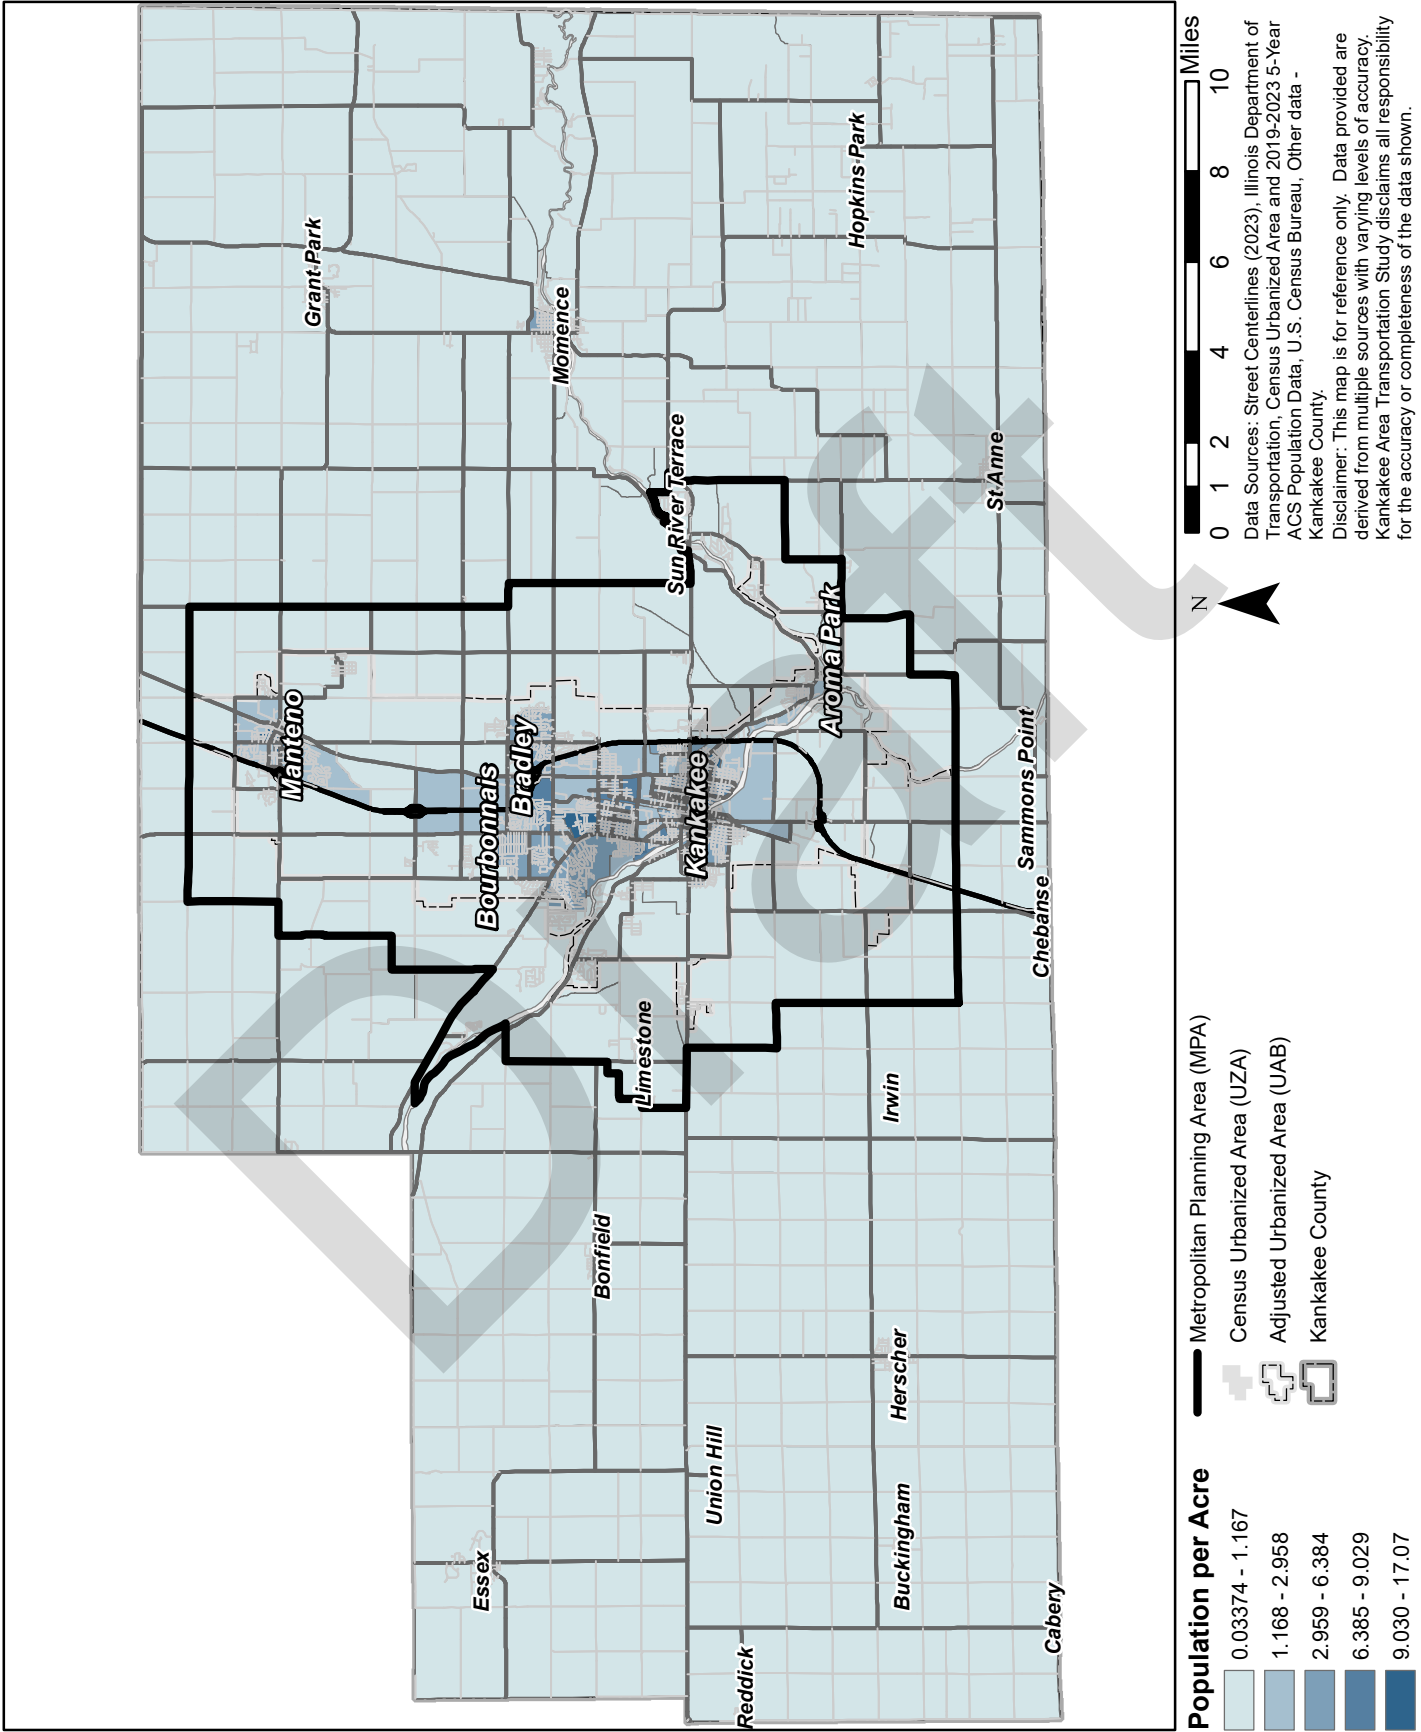 Draft
Grant Park
Momence
Hopkins Park
Sun River Terrace
St Anne
Manteno
Bradley
Bourbonnais
Kankakee
Aroma Park
Sammons Point
Chebanse
Limestone
Irwin
Bonfield
Herscher
Union Hill
Buckingham
Essex
Reddick
Cabery
Population per Acre
0.03374 - 1.167
1.168 - 2.958
2.959 - 6.384
6.385 - 9.029
9.030 - 17.07
Metropolitan Planning Area (MPA)
Census Urbanized Area (UZA)
Adjusted Urbanized Area (UAB)
Kankakee County
N
0 1 2 4 6 8 10
Miles
Data Sources: Street Centerlines (2023), Illinois Department of
Transportation, Census Urbanized Area and 2019-2023 5-Year
ACS Population Data, U.S. Census Bureau, Other data -
Kankakee County.
Disclaimer: This map is for reference only. Data provided are
derived from multiple sources with varying levels of accuracy.
Kankakee Area Transportation Study disclaims all responsibility
for the accuracy or completeness of the data shown.